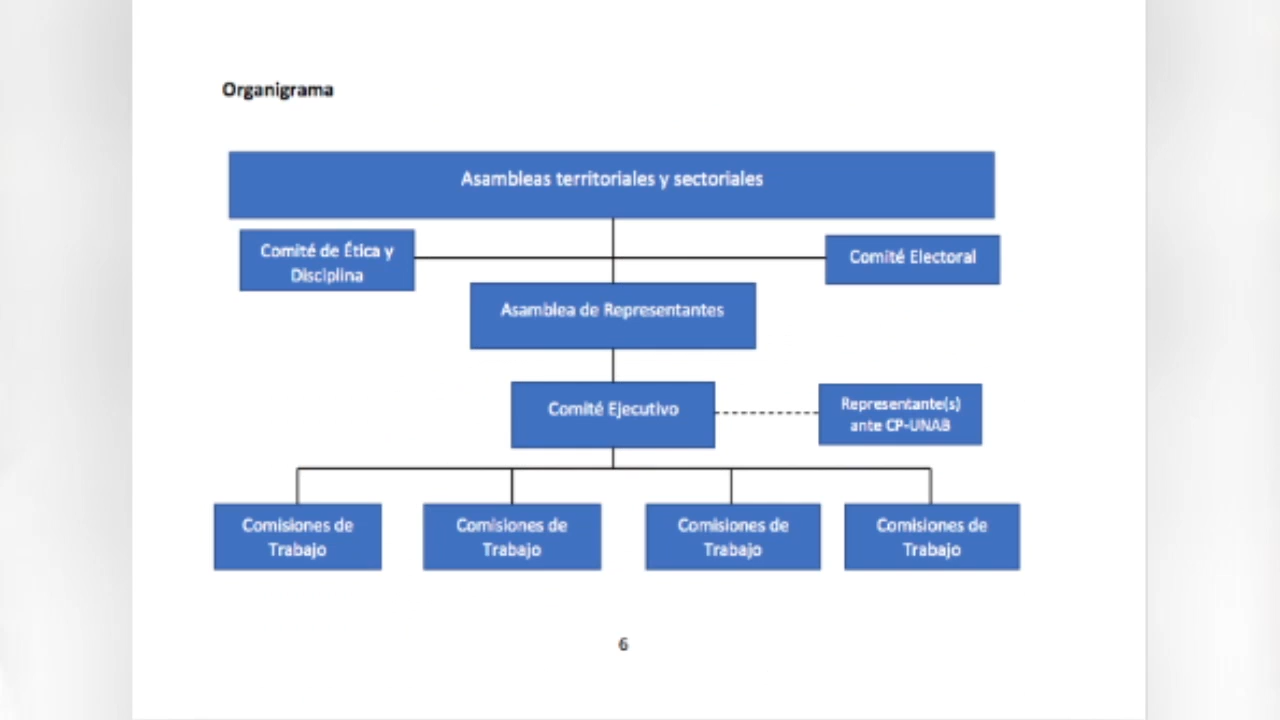 Organigrama
Asambleas territoriales y sectoriales
Comité de Ética y
Disciplina
Comité Electoral
Asamblea de Representantes
Comité Ejecutivo
Representante(s)
ante CP-UNAB
Comisiones de
Trabajo
Comisiones de
Trabajo
Comisiones de
Trabajo
Comisiones de
Trabajo
6